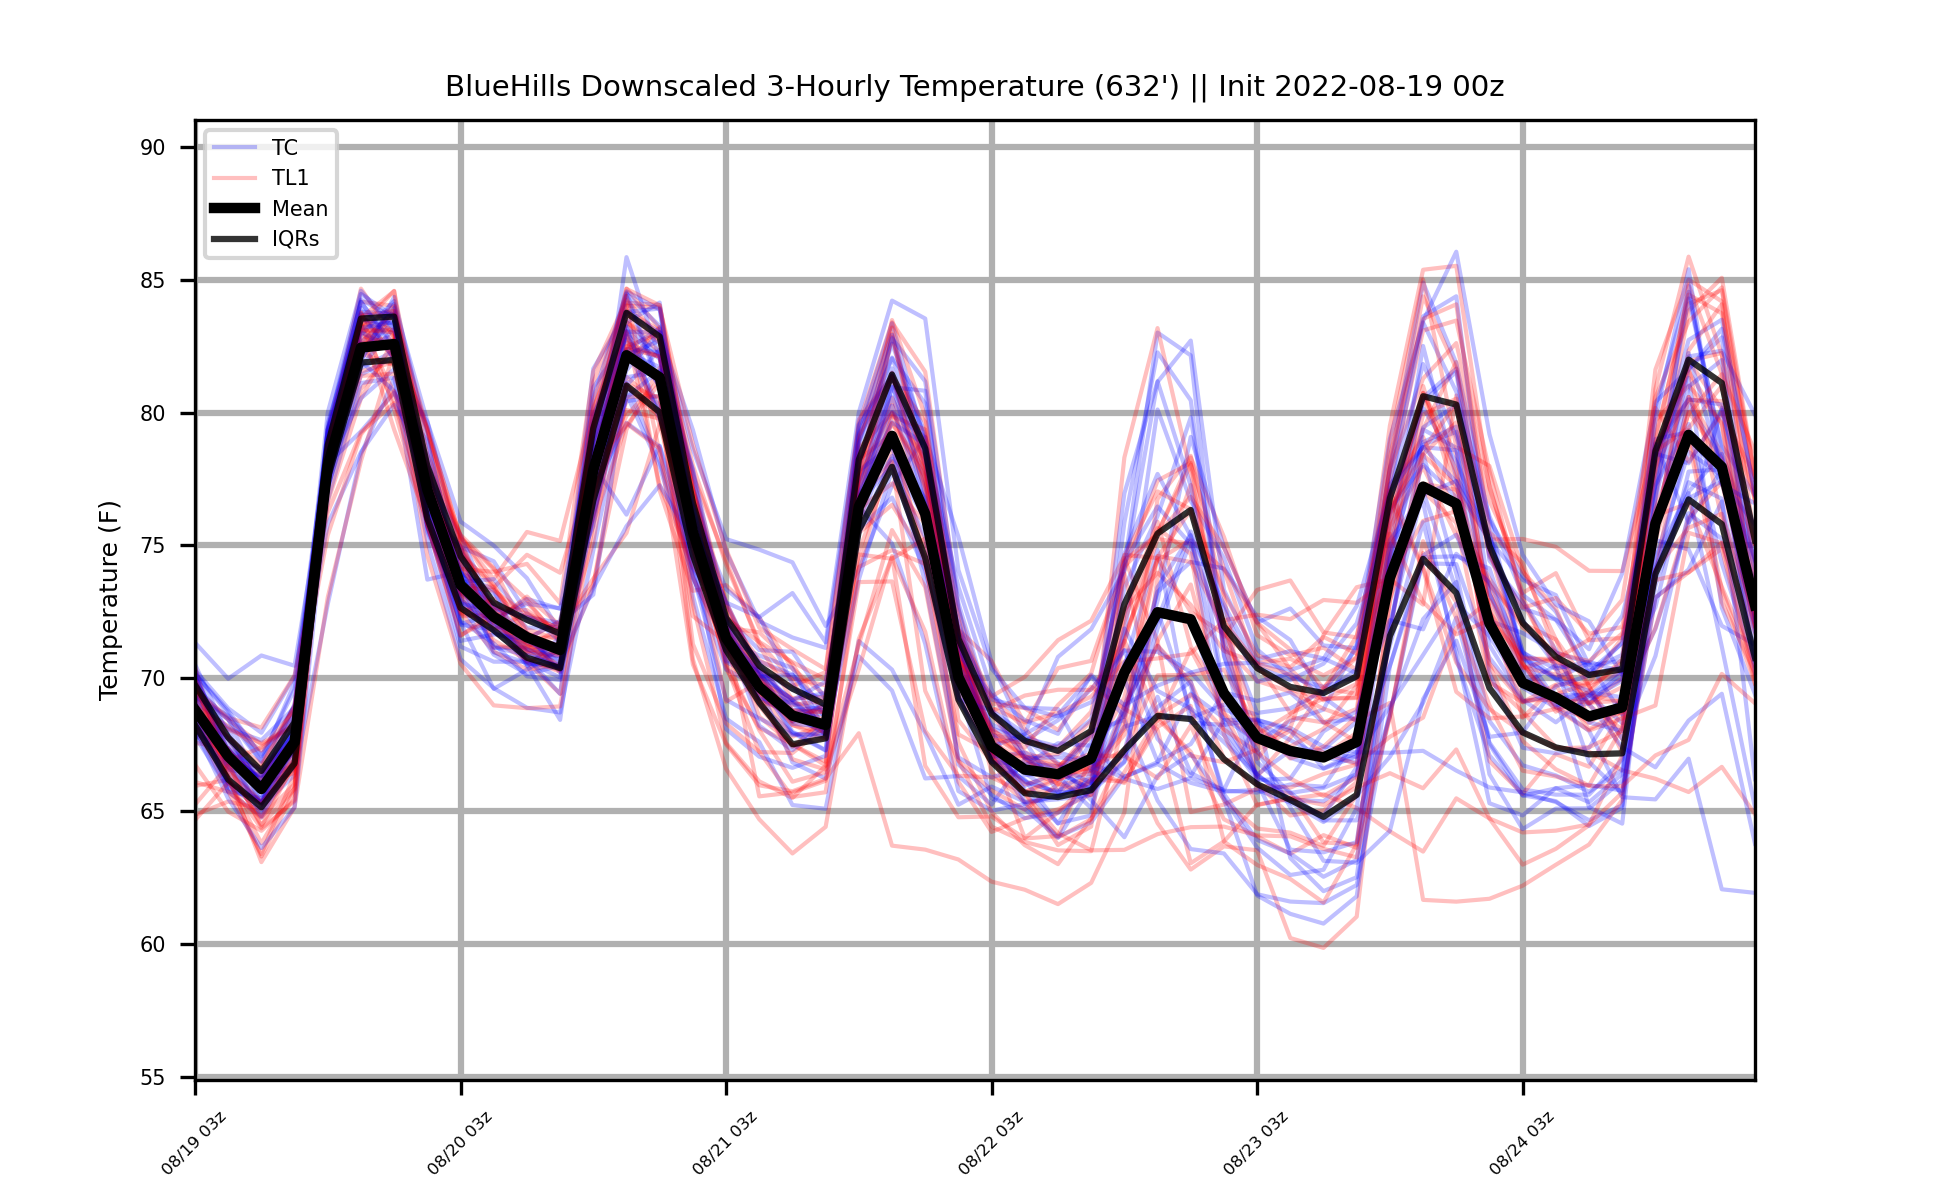 BlueHills Downscaled 3-Hourly Temperature (632') || Init 2022-08-19 00z
TC
TL1
Mean
IQRs
Temperature (F)
90
85
80
75
70
65
60
55
08/19 03z
08/20 03z
08/21 03z
08/22 03z
08/23 03z
08/24 03z